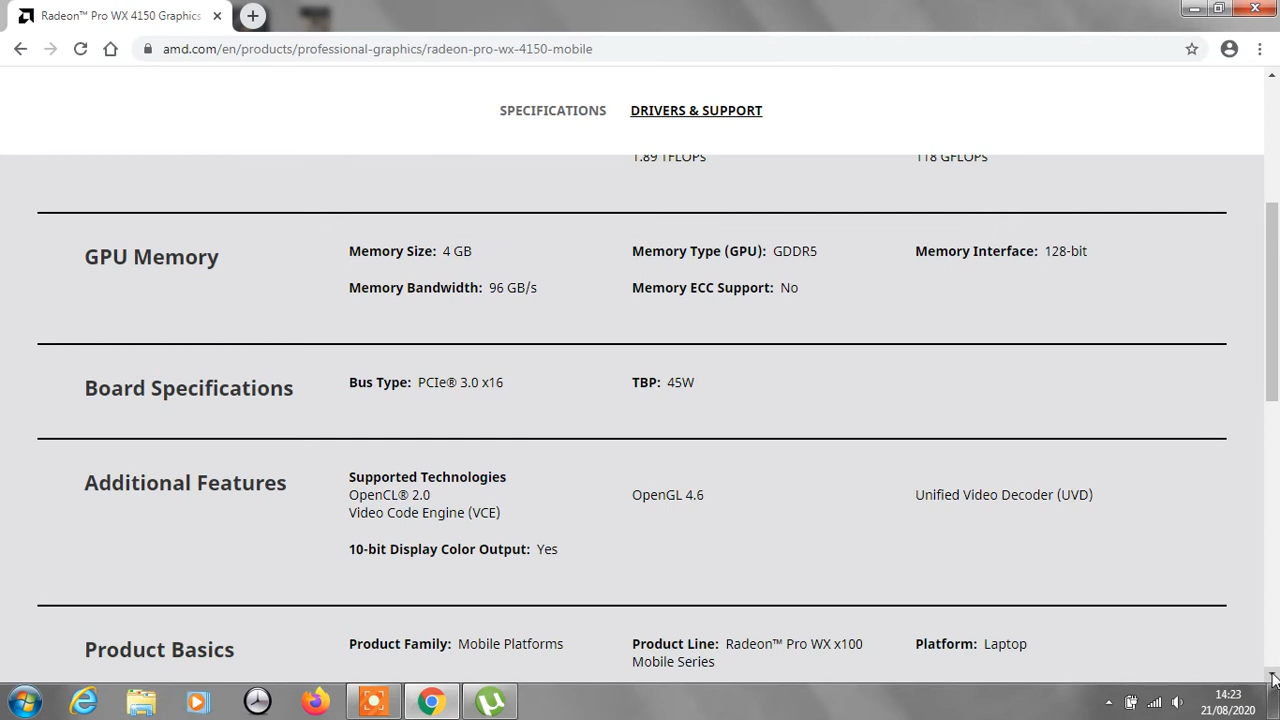 Radeon™ Pro WX 4150 Graphics
amd.com/en/products/professional-graphics/radeon-pro-wx-4150-mobile
SPECIFICATIONS DRIVERS & SUPPORT
1.89 TFLOPs 118 GFLOPs
GPU Memory
Memory Size: 4 GB Memory Type (GPU): GDDR5 Memory Interface: 128-bit
Memory Bandwidth: 96 GB/s Memory ECC Support: No
Board Specifications
Bus Type: PCIe® 3.0 x16 TBP: 45W
Additional Features
Supported Technologies
OpenCL® 2.0 OpenGL 4.6 Unified Video Decoder (UVD)
Video Code Engine (VCE)
10-bit Display Color Output: Yes
Product Basics
Product Family: Mobile Platforms Product Line: Radeon™ Pro WX x100 Platform: Laptop
Mobile Series
14:23
21/08/2020